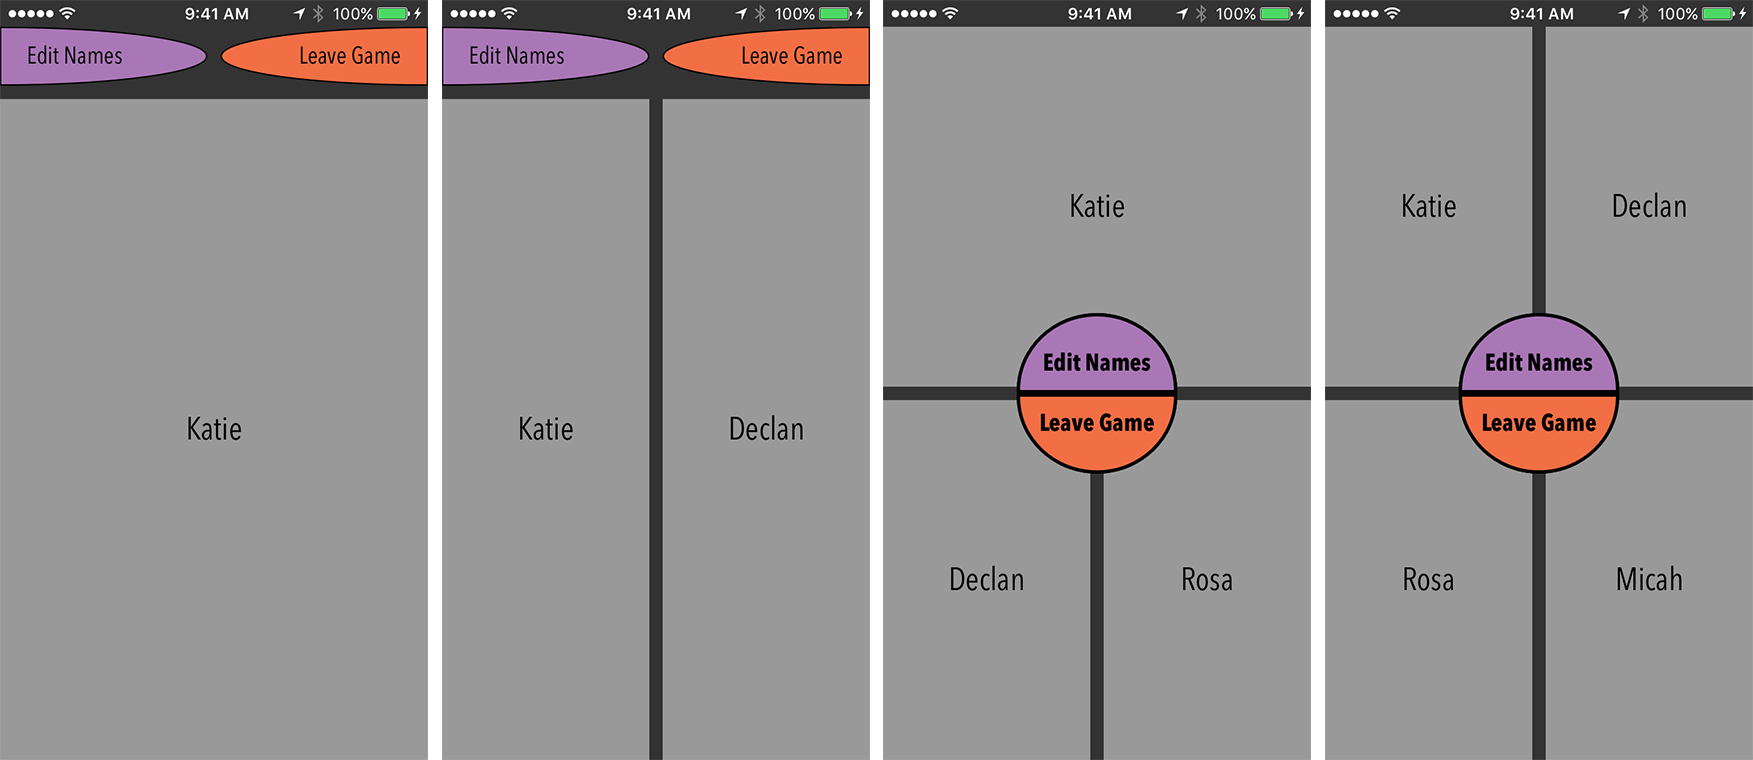 9:41 AM 100%
Edit Names Leave Game
Katie
9:41 AM 100%
Edit Names Leave Game
Katie Declan
9:41 AM 100%
Katie
Edit Names
Leave Game
Declan Rosa
9:41 AM 100%
Katie Declan
Edit Names
Leave Game
Rosa Micah